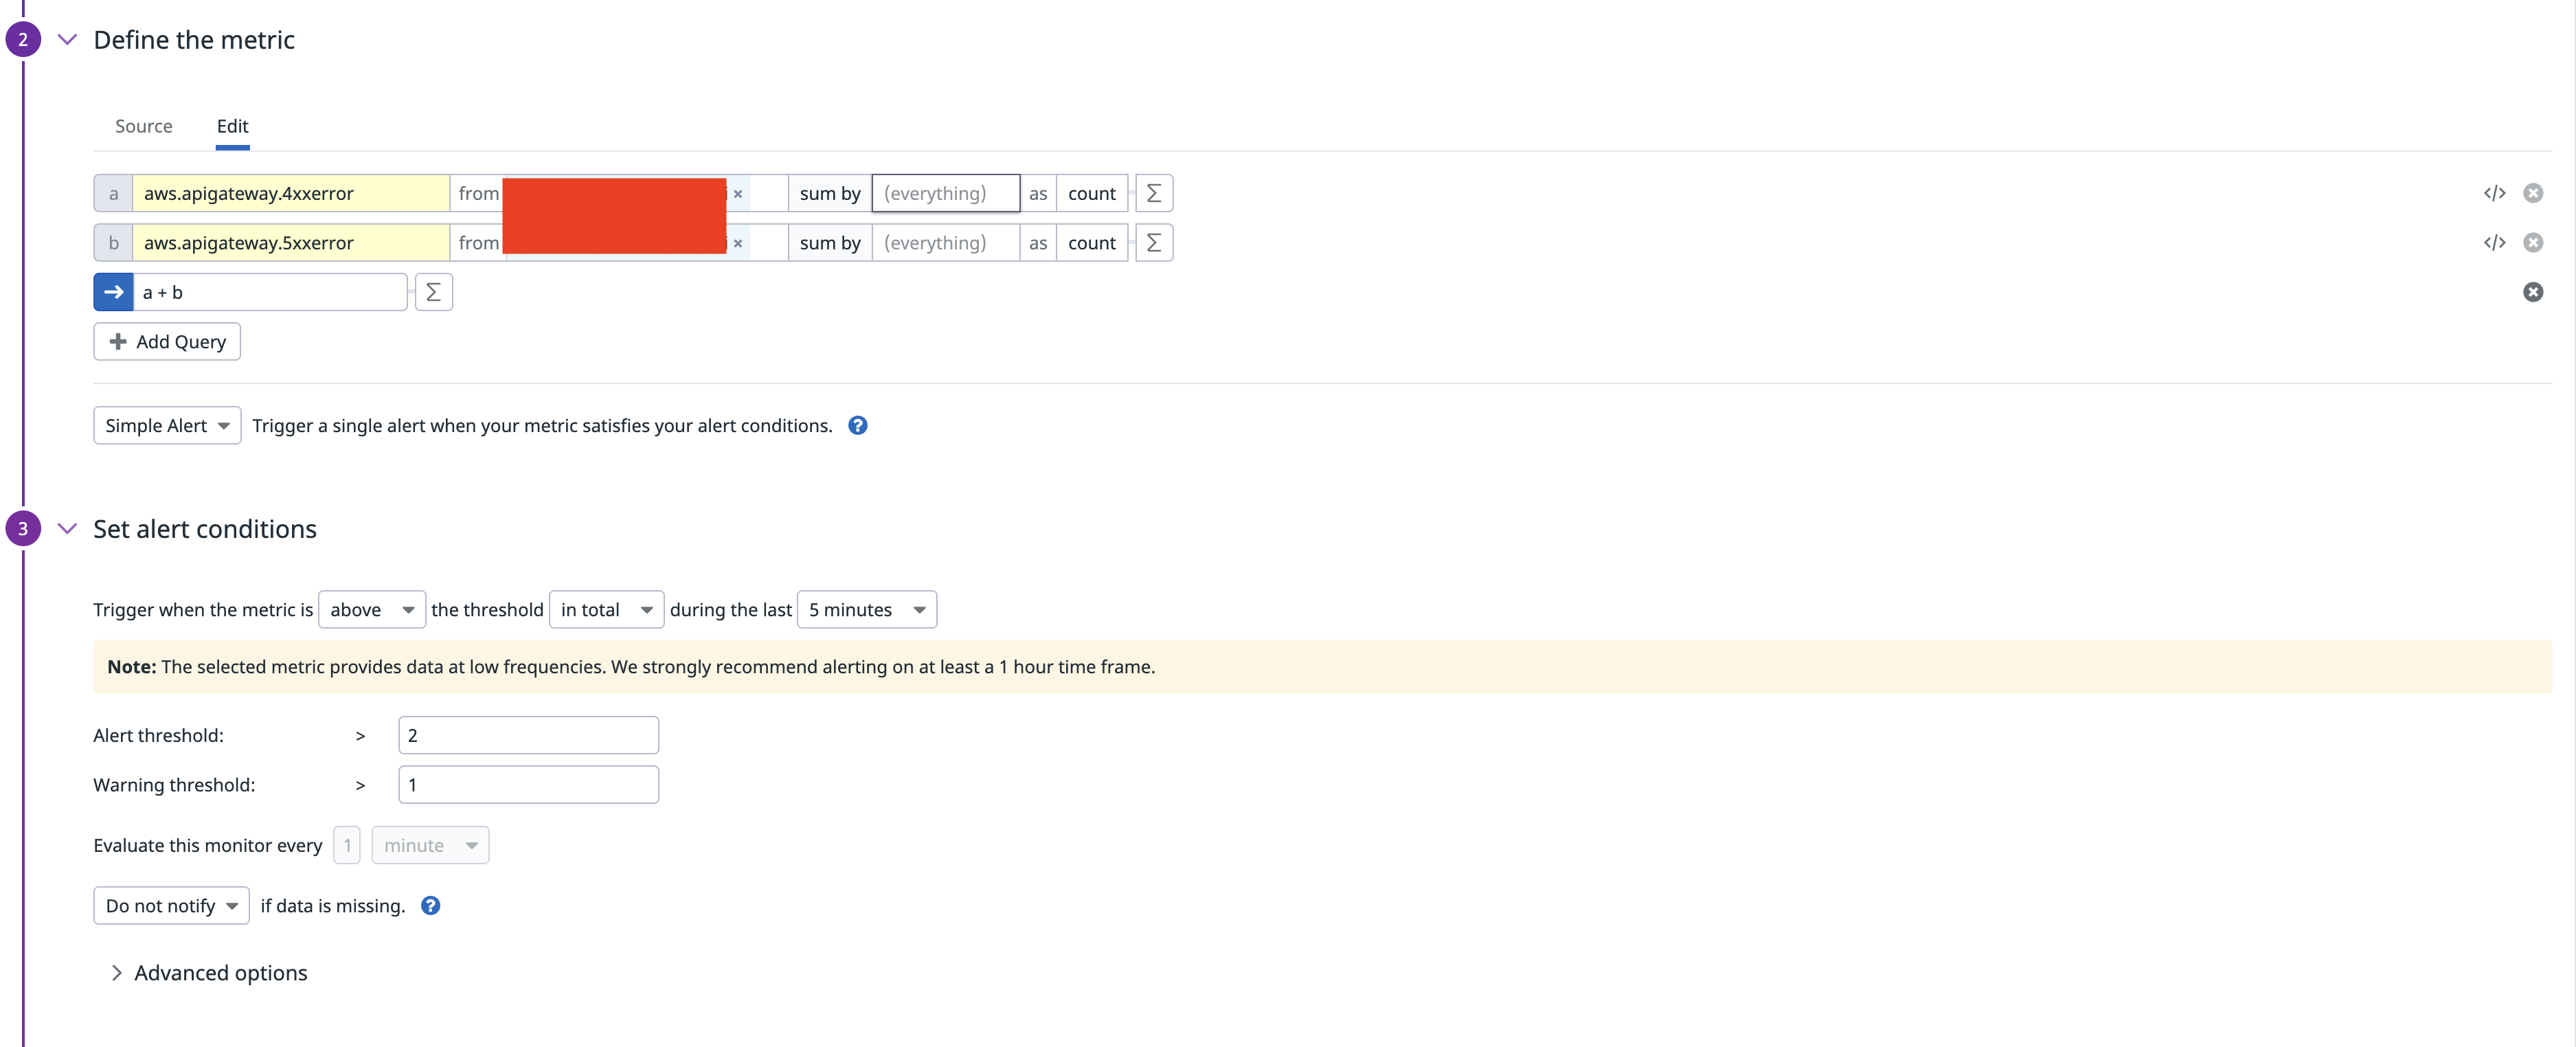 2 Define the metric
Source Edit
a aws.apigateway.4xxerror from × sum by (everything) as count Σ </>
b aws.apigateway.5xxerror from × sum by (everything) as count Σ </>
a + b Σ
+ Add Query
Simple Alert Trigger a single alert when your metric satisfies your alert conditions. ?
3 Set alert conditions
Trigger when the metric is above the threshold in total during the last 5 minutes
Note: The selected metric provides data at low frequencies. We strongly recommend alerting on at least a 1 hour time frame.
Alert threshold: > 2
Warning threshold: > 1
Evaluate this monitor every 1 minute
Do not notify if data is missing. ?
Advanced options